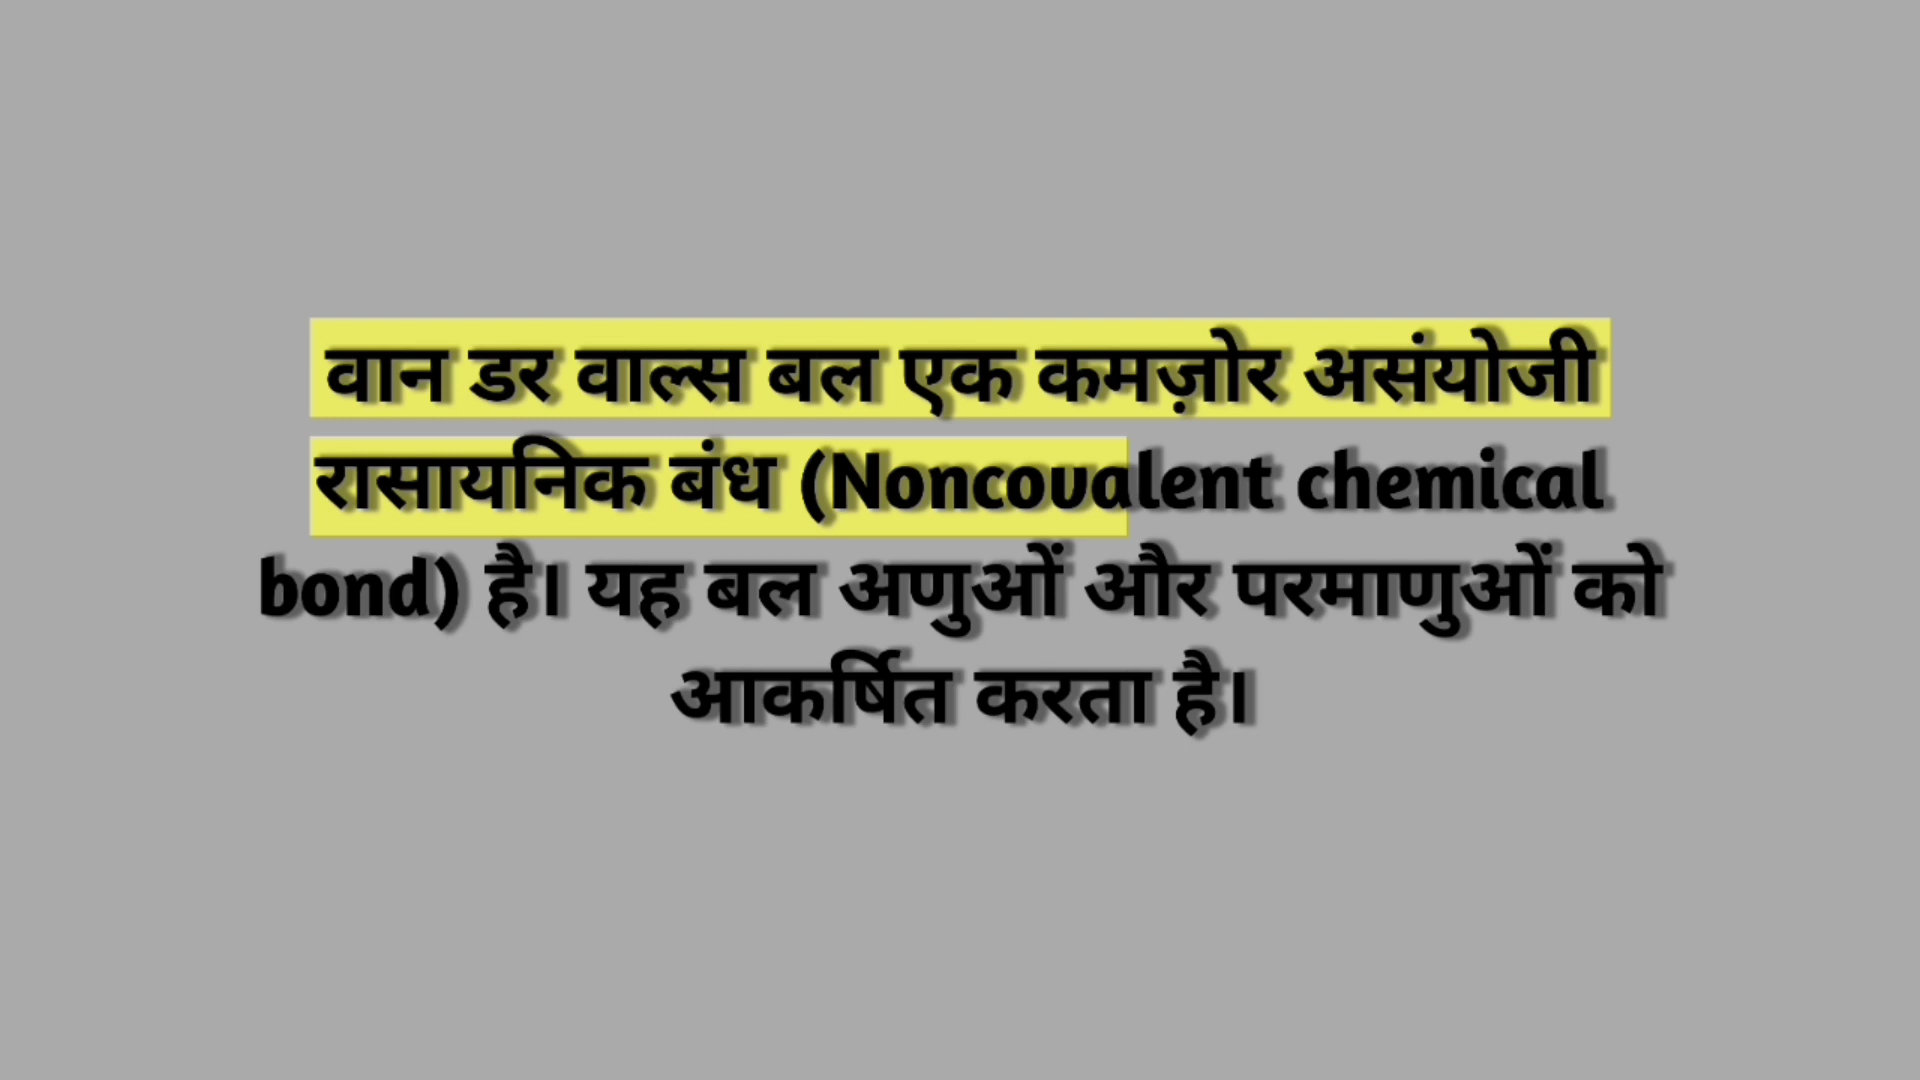 वान डर वाल्स बल एक कमज़ोर असंयोजी
रासायनिक बंध (Noncovalent chemical
bond) है। यह बल अणुओं और परमाणुओं को
आकर्षित करता है।